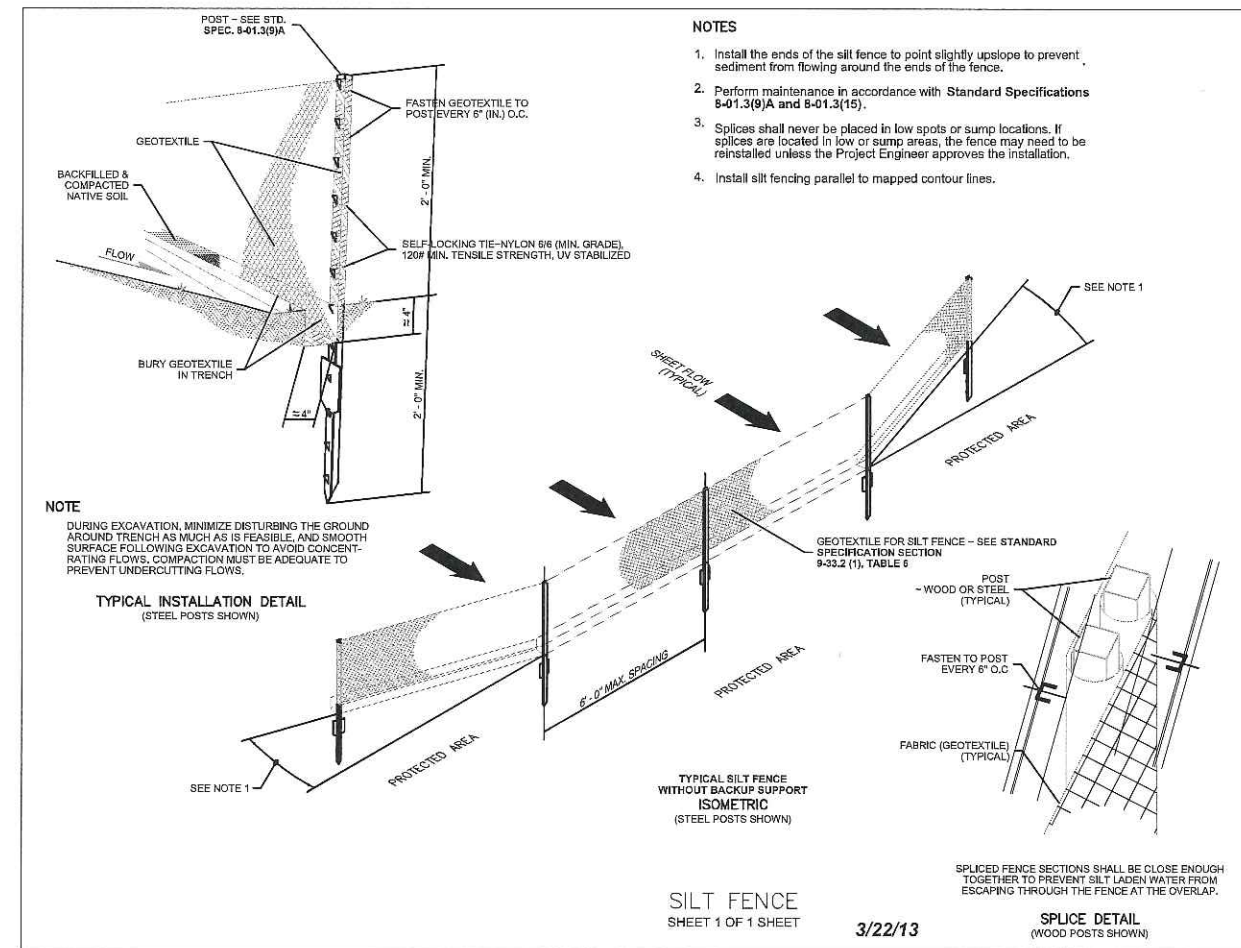 POST – SEE STD.
SPEC. 8-01.3(9)A
FASTEN GEOTEXTILE TO
POST EVERY 6" (IN.) O.C.
GEOTEXTILE
BACKFILLED &
COMPACTED
NATIVE SOIL
FLOW
2' - 0" MIN.
SELF-LOCKING TIE–NYLON 6/6 (MIN. GRADE),
120# MIN. TENSILE STRENGTH, UV STABILIZED
≈ 4"
BURY GEOTEXTILE
IN TRENCH
≈ 4"
2' - 0" MIN.
NOTE
DURING EXCAVATION, MINIMIZE DISTURBING THE GROUND
AROUND TRENCH AS MUCH AS IS FEASIBLE, AND SMOOTH
SURFACE FOLLOWING EXCAVATION TO AVOID CONCENT-
RATING FLOWS. COMPACTION MUST BE ADEQUATE TO
PREVENT UNDERCUTTING FLOWS.
TYPICAL INSTALLATION DETAIL
(STEEL POSTS SHOWN)
NOTES
1. Install the ends of the silt fence to point slightly upslope to prevent
sediment from flowing around the ends of the fence.
2. Perform maintenance in accordance with Standard Specifications
8-01.3(9)A and 8-01.3(15).
3. Splices shall never be placed in low spots or sump locations. If
splices are located in low or sump areas, the fence may need to be
reinstalled unless the Project Engineer approves the installation.
4. Install silt fencing parallel to mapped contour lines.
SEE NOTE 1
SHEET FLOW
(TYPICAL)
PROTECTED AREA
GEOTEXTILE FOR SILT FENCE – SEE STANDARD
SPECIFICATION SECTION
9-33.2 (1), TABLE 6
6' - 0" MAX. SPACING
PROTECTED AREA
PROTECTED AREA
SEE NOTE 1
TYPICAL SILT FENCE
WITHOUT BACKUP SUPPORT
ISOMETRIC
(STEEL POSTS SHOWN)
POST
~ WOOD OR STEEL
(TYPICAL)
FASTEN TO POST
EVERY 6" O.C
FABRIC (GEOTEXTILE)
(TYPICAL)
SPLICED FENCE SECTIONS SHALL BE CLOSE ENOUGH
TOGETHER TO PREVENT SILT LADEN WATER FROM
ESCAPING THROUGH THE FENCE AT THE OVERLAP.
SPLICE DETAIL
(WOOD POSTS SHOWN)
SILT FENCE
SHEET 1 OF 1 SHEET
3/22/13